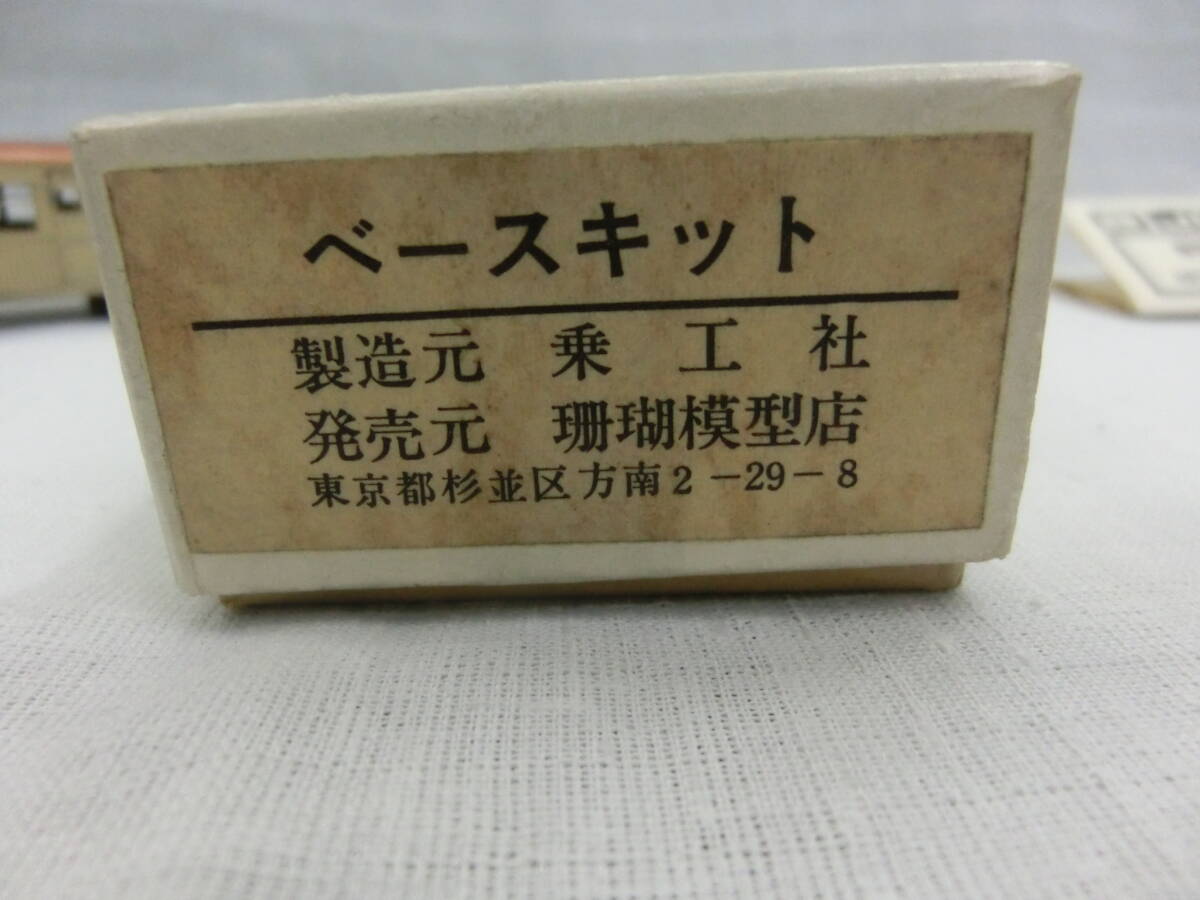 ベースキット
製造元 乗工社
発売元 珊瑚模型店
東京都杉並区方南2-29-8